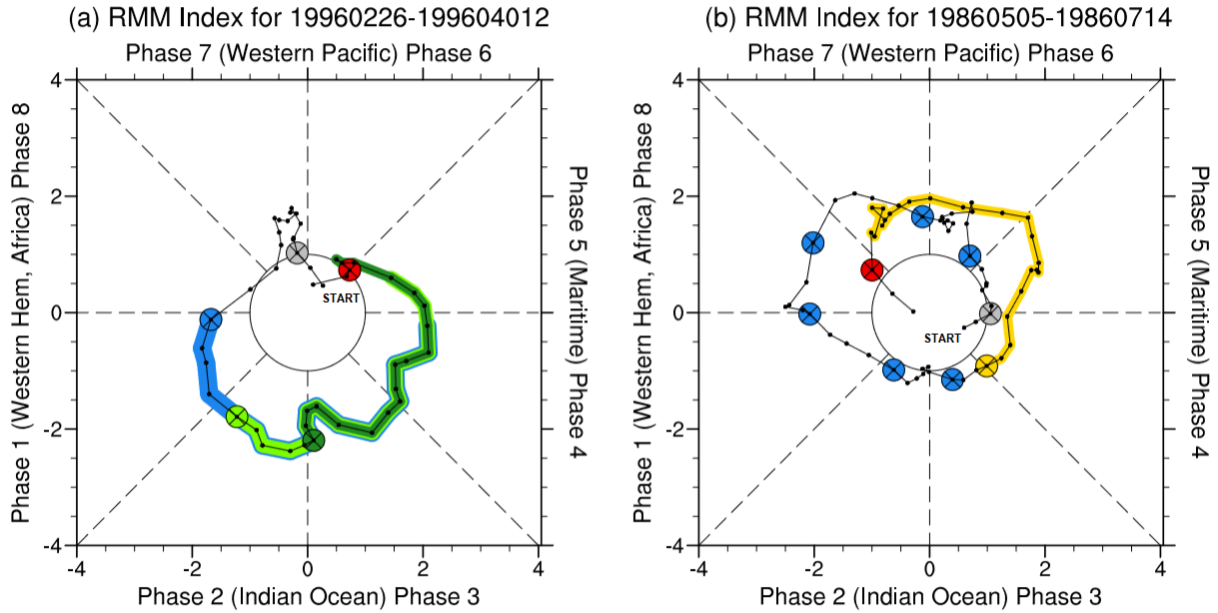 (a) RMM Index for 19960226-199604012
Phase 7 (Western Pacific) Phase 6
Phase 1 (Western Hem, Africa) Phase 8
Phase 5 (Maritime) Phase 4
4
2
0
-2
-4
START
-4 -2 0 2 4
Phase 2 (Indian Ocean) Phase 3
(b) RMM Index for 19860505-19860714
Phase 7 (Western Pacific) Phase 6
Phase 1 (Western Hem, Africa) Phase 8
Phase 5 (Maritime) Phase 4
4
2
0
-2
-4
START
-4 -2 0 2 4
Phase 2 (Indian Ocean) Phase 3